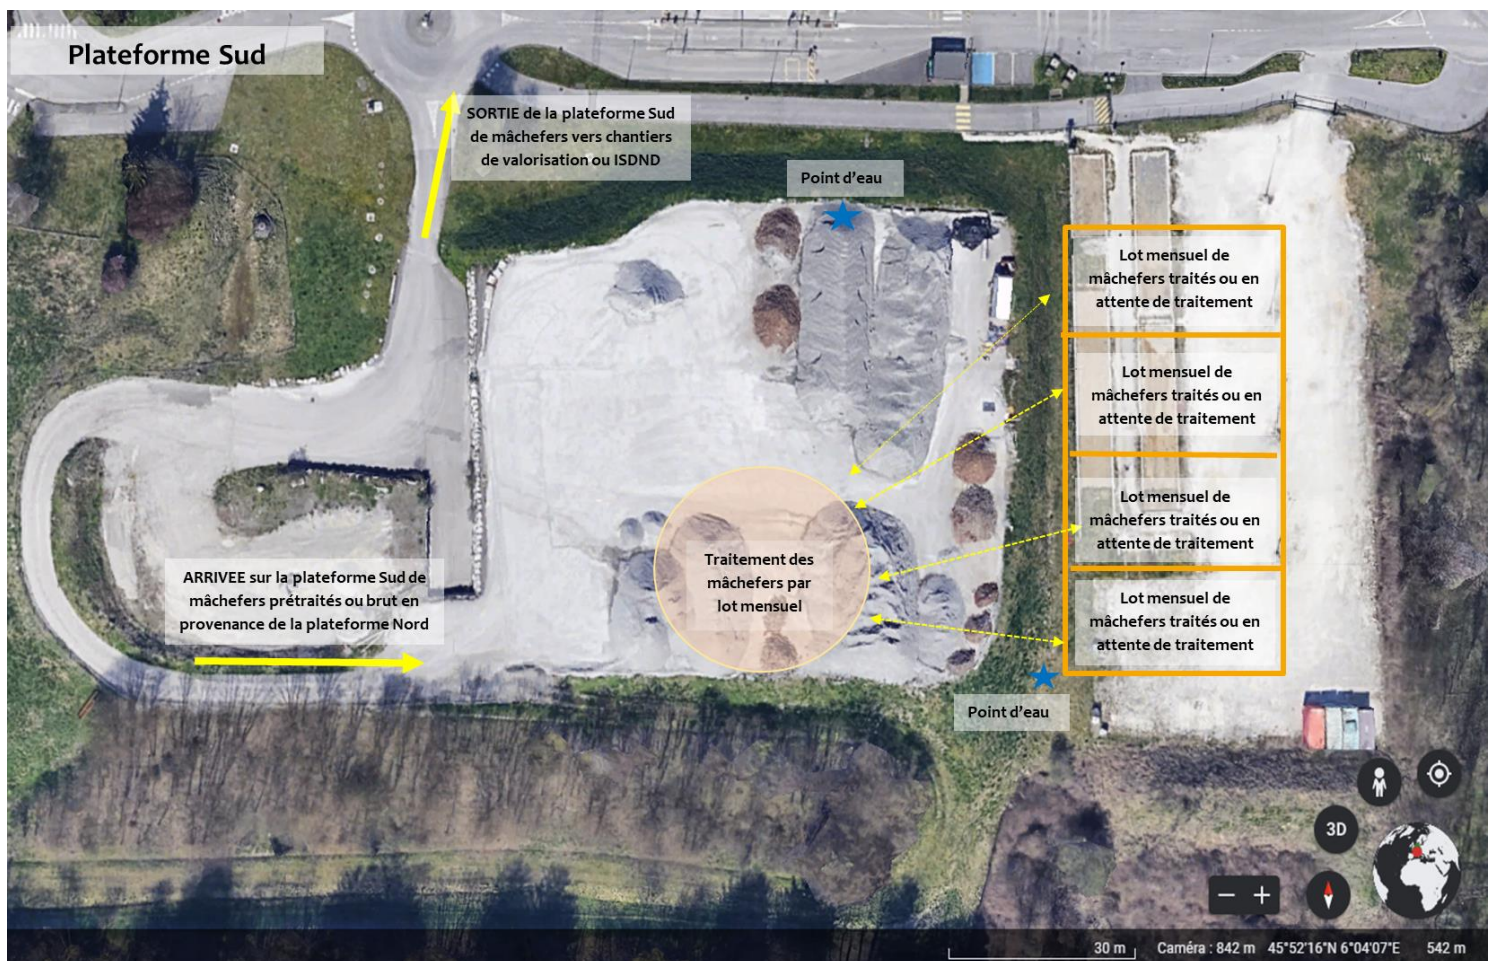 Plateforme Sud
SORTIE de la plateforme Sud
de mâchefers vers chantiers
de valorisation ou ISDND
Point d’eau
Lot mensuel de
mâchefers traités ou en
attente de traitement
Lot mensuel de
mâchefers traités ou en
attente de traitement
Lot mensuel de
mâchefers traités ou en
attente de traitement
Lot mensuel de
mâchefers traités ou en
attente de traitement
Traitement des
mâchefers par
lot mensuel
ARRIVEE sur la plateforme Sud de
mâchefers prétraités ou brut en
provenance de la plateforme Nord
Point d’eau
3D
30 m
Caméra : 842 m 45°52'16"N 6°04'07"E 542 m